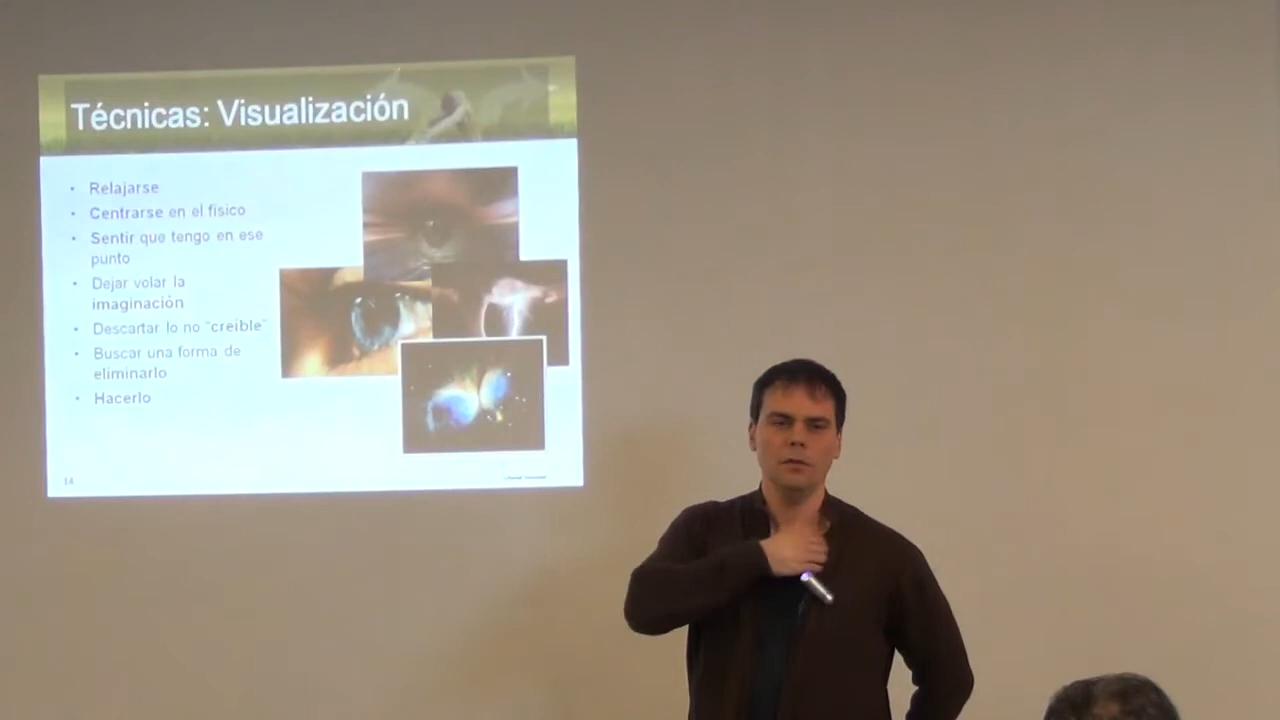 Técnicas: Visualización
Relajarse
Centrarse en el físico
Sentir que tengo en ese
punto
Dejar volar la
imaginación
Descartar lo no "creíble"
Buscar una forma de
eliminarlo
Hacerlo
14